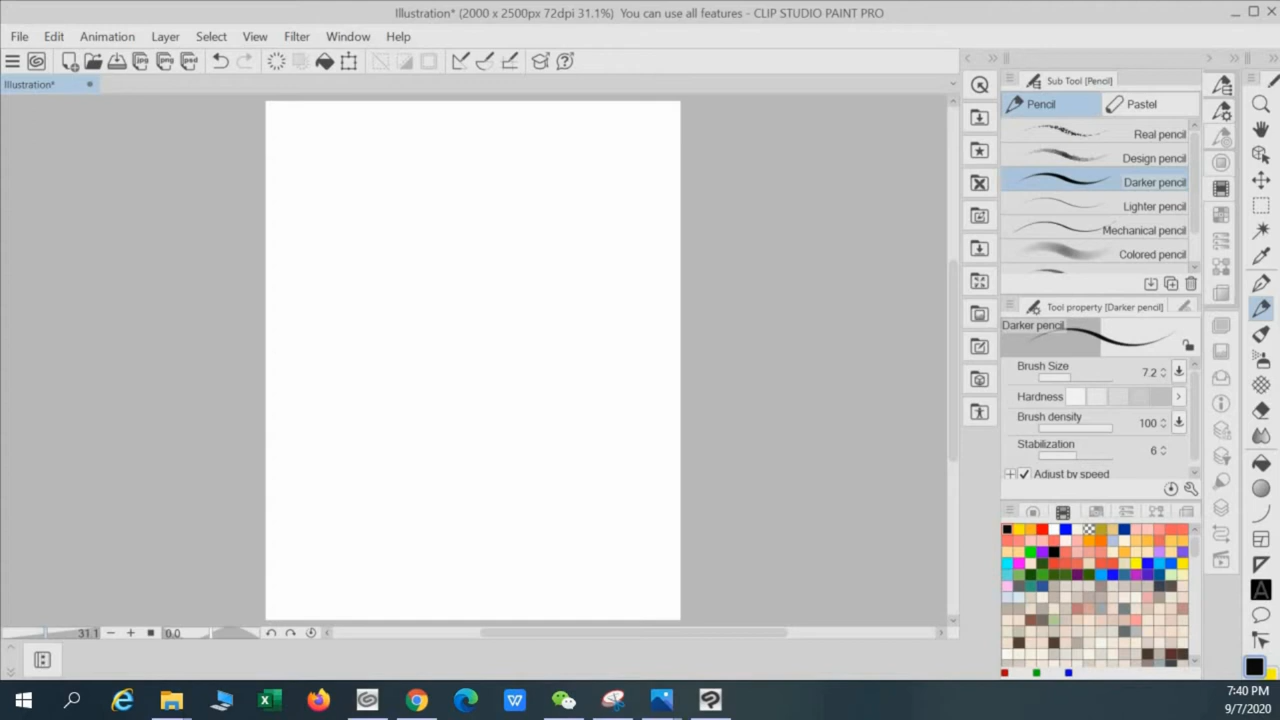 Illustration* (2000 x 2500px 72dpi 31.1%)  You can use all features - CLIP STUDIO PAINT PRO
File Edit Animation Layer Select View Filter Window Help
jpg png psd
Illustration*
Sub Tool [Pencil]
Pencil Pastel
Real pencil
Design pencil
Darker pencil
Lighter pencil
Mechanical pencil
Colored pencil
Tool property [Darker pencil]
Darker pencil
Brush Size 7.2
Hardness
Brush density 100
Stabilization 6
Adjust by speed
A
31.1 0.0
7:40 PM
9/7/2020